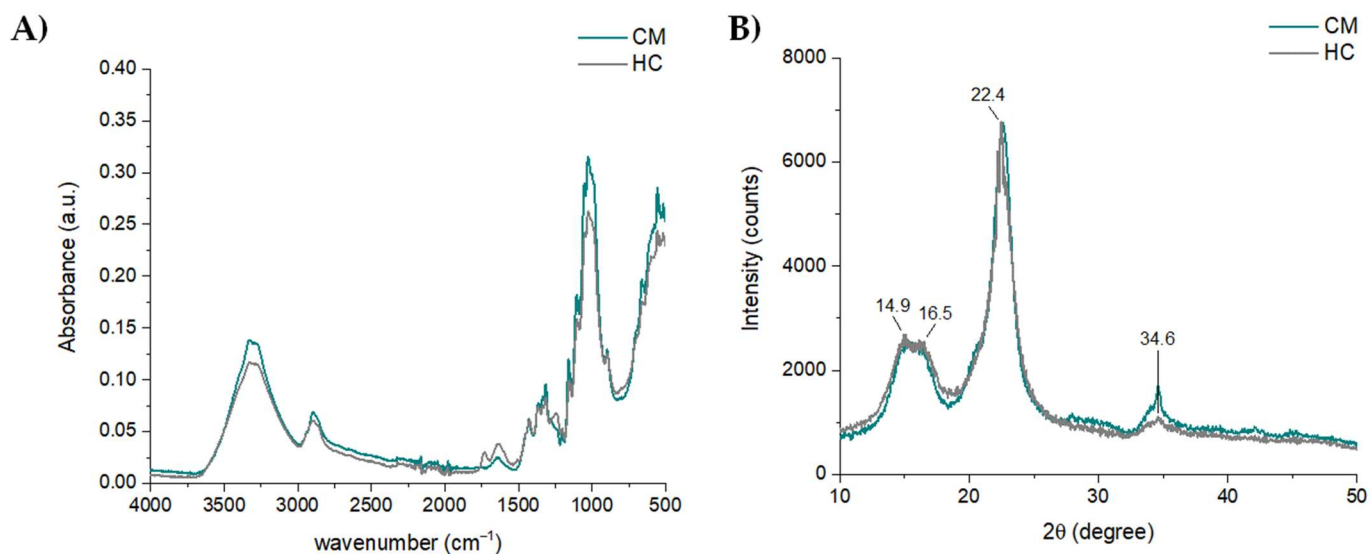 A)
CM
HC
0.40
0.35
0.30
0.25
0.20
0.15
0.10
0.05
0.00
Absorbance (a.u.)
4000 3500 3000 2500 2000 1500 1000 500
wavenumber (cm⁻¹)
B)
CM
HC
8000
6000
4000
2000
0
Intensity (counts)
22.4
14.9
16.5
34.6
10 20 30 40 50
2θ (degree)